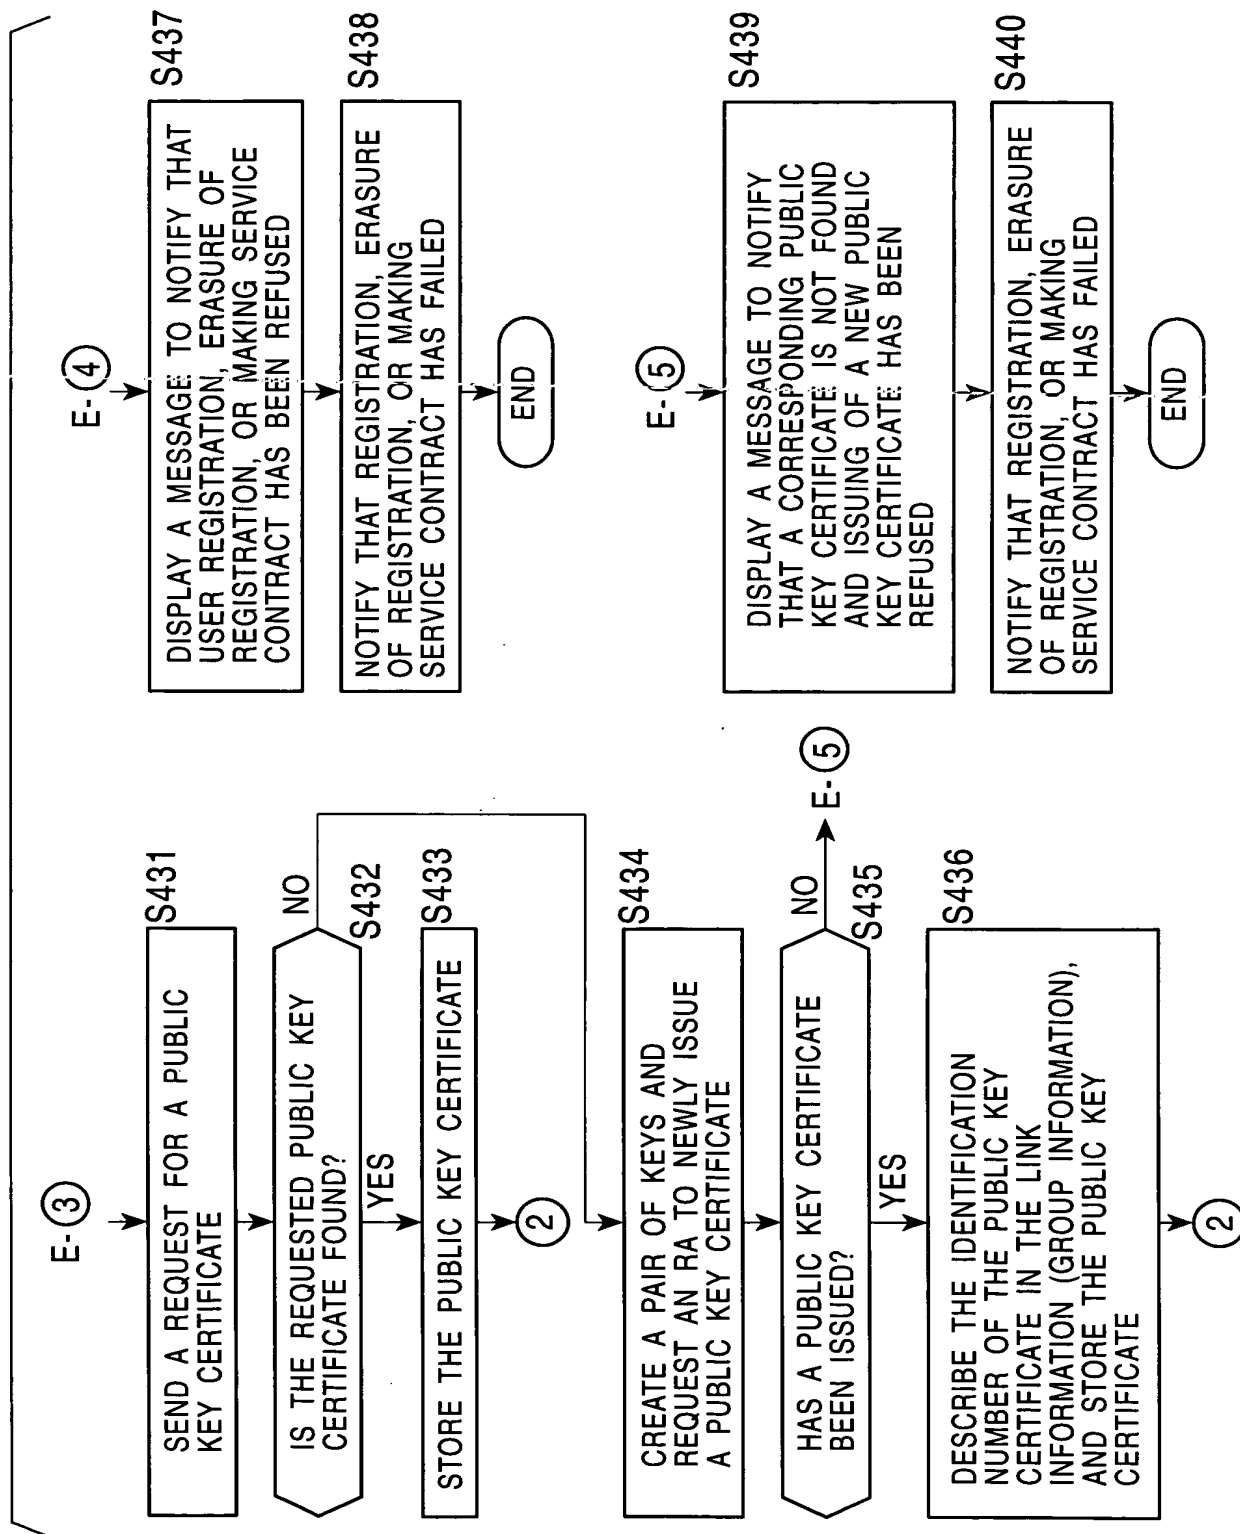 E-③
S431
SEND A REQUEST FOR A PUBLIC
KEY CERTIFICATE
S432
IS THE REQUESTED PUBLIC KEY
CERTIFICATE FOUND?
NO
YES
S433
STORE THE PUBLIC KEY CERTIFICATE
②
S434
CREATE A PAIR OF KEYS AND
REQUEST AN RA TO NEWLY ISSUE
A PUBLIC KEY CERTIFICATE
S435
HAS A PUBLIC KEY CERTIFICATE
BEEN ISSUED?
NO
E-⑤
YES
S436
DESCRIBE THE IDENTIFICATION
NUMBER OF THE PUBLIC KEY
CERTIFICATE IN THE LINK
INFORMATION (GROUP INFORMATION),
AND STORE THE PUBLIC KEY
CERTIFICATE
②
E-④
S437
DISPLAY A MESSAGE TO NOTIFY THAT
USER REGISTRATION, ERASURE OF
REGISTRATION, OR MAKING SERVICE
CONTRACT HAS BEEN REFUSED
S438
NOTIFY THAT REGISTRATION, ERASURE
OF REGISTRATION, OR MAKING
SERVICE CONTRACT HAS FAILED
END
E-⑤
S439
DISPLAY A MESSAGE TO NOTIFY
THAT A CORRESPONDING PUBLIC
KEY CERTIFICATE IS NOT FOUND
AND ISSUING OF A NEW PUBLIC
KEY CERTIFICATE HAS BEEN
REFUSED
S440
NOTIFY THAT REGISTRATION, ERASURE
OF REGISTRATION, OR MAKING
SERVICE CONTRACT HAS FAILED
END